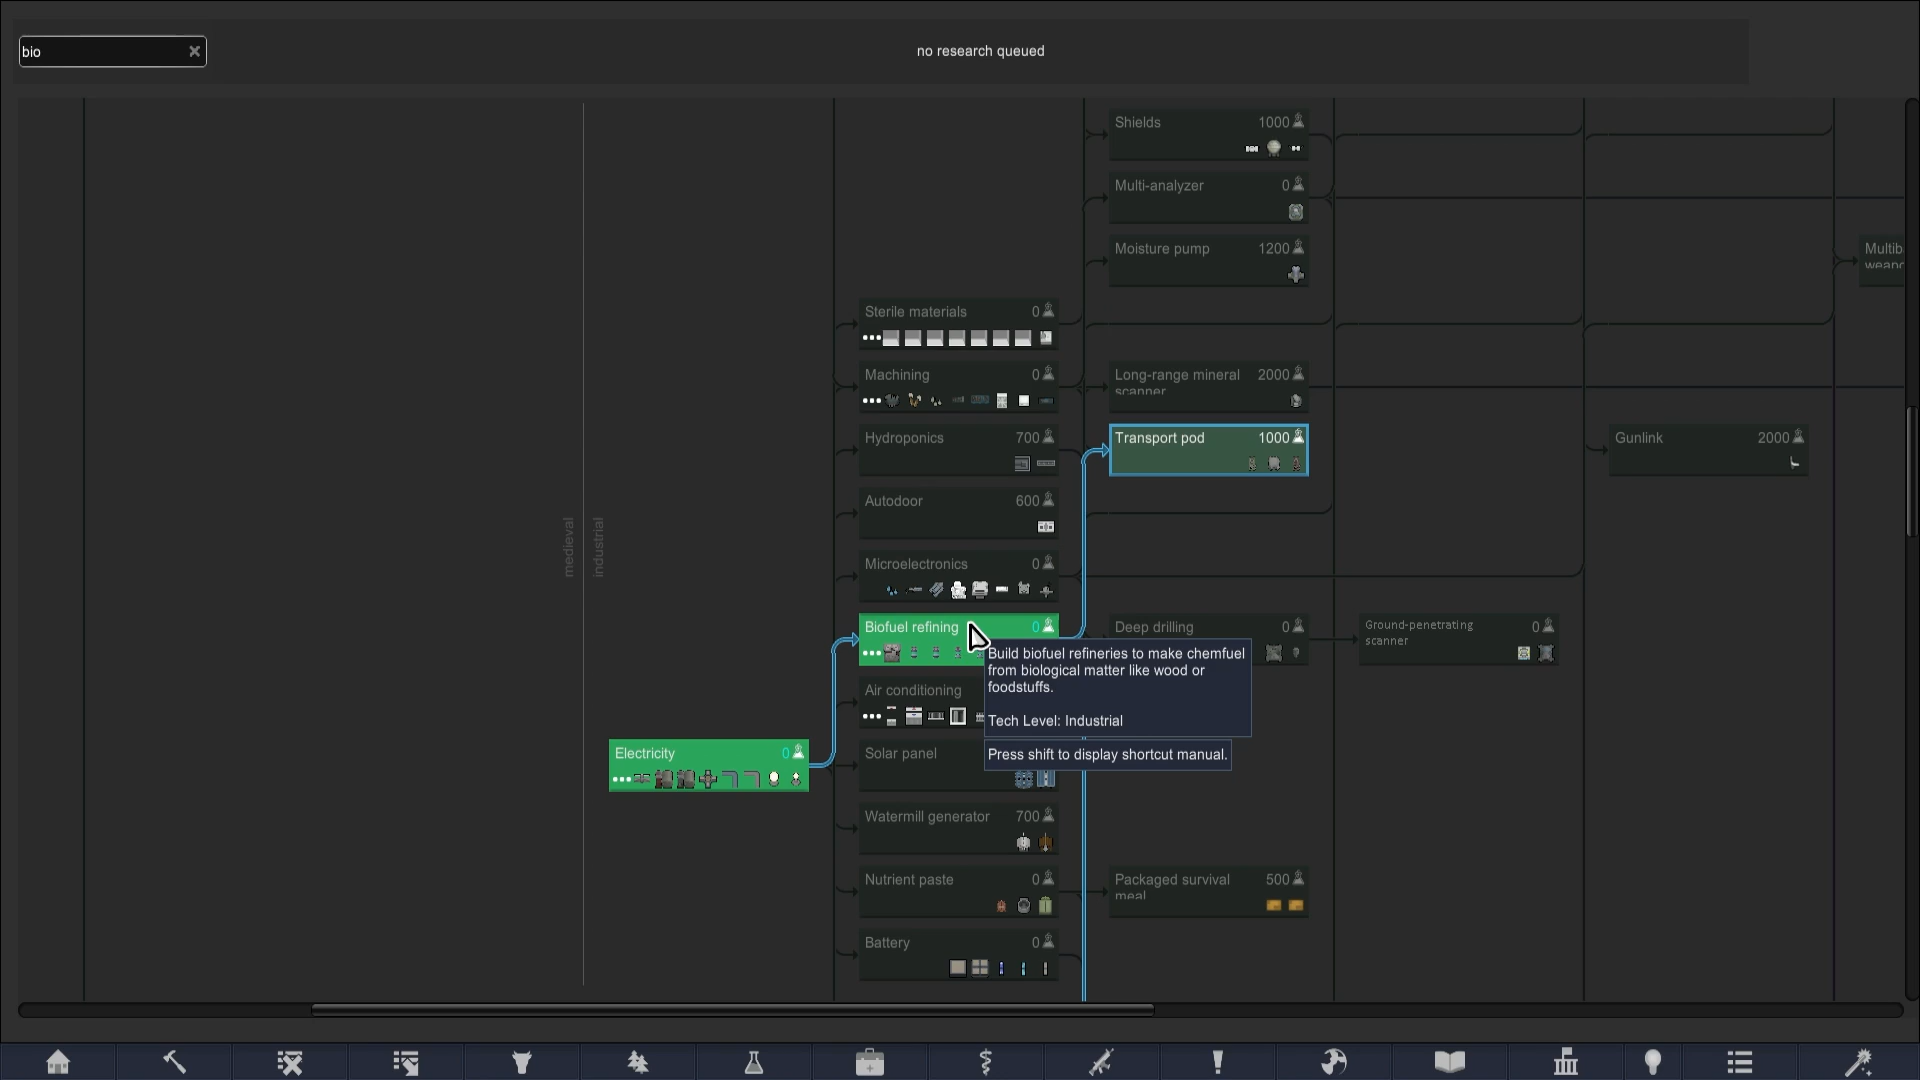 bio
no research queued
Shields 1000
Multi-analyzer 0
Moisture pump 1200
Multib
weapo
Sterile materials 0
Machining 0
Long-range mineral 2000
scanner
Hydroponics 700
Transport pod 1000
Gunlink 2000
Autodoor 600
medieval
industrial
Microelectronics 0
Biofuel refining 0
Deep drilling 0
Ground-penetrating 0
scanner
Build biofuel refineries to make chemfuel
from biological matter like wood or
foodstuffs.
Tech Level: Industrial
Press shift to display shortcut manual.
Air conditioning
Electricity 0
Solar panel
Watermill generator 700
Nutrient paste 0
Packaged survival 500
meal
Battery 0